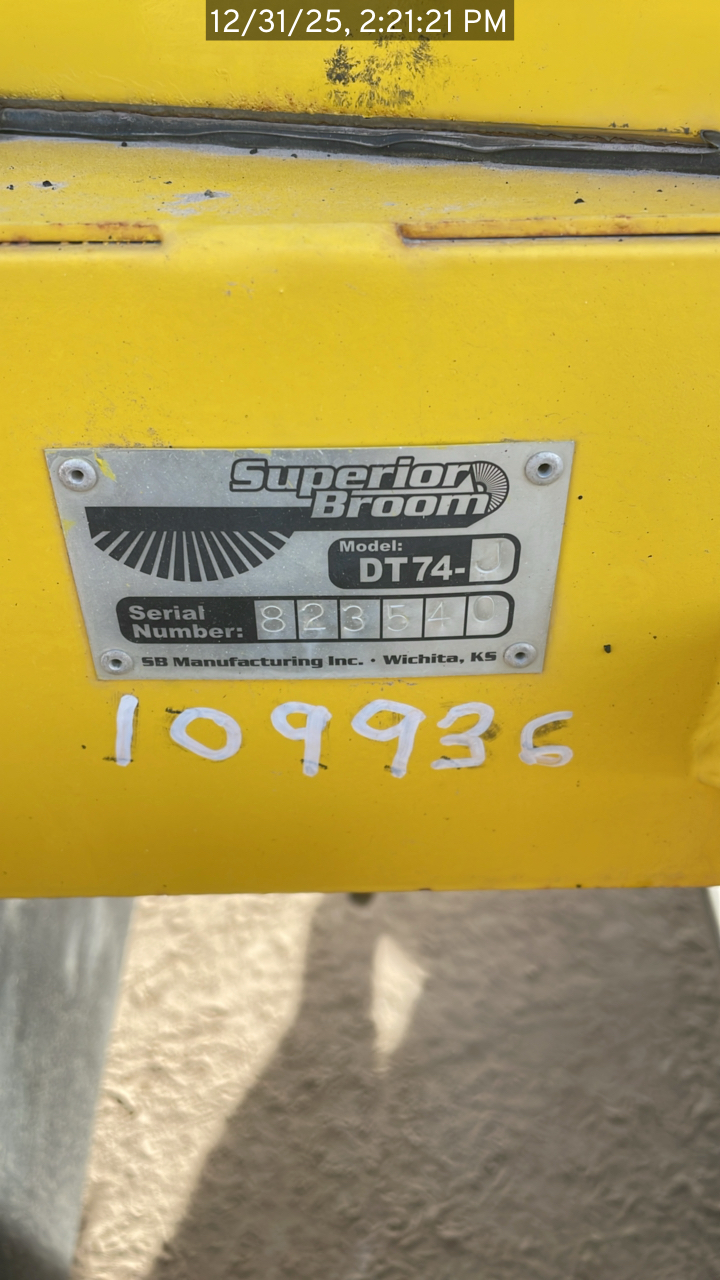 12/31/25, 2:21:21 PM
Superior
Broom
Model:
DT74-J
Serial
Number: 823540
SB Manufacturing Inc. · Wichita, KS
109936